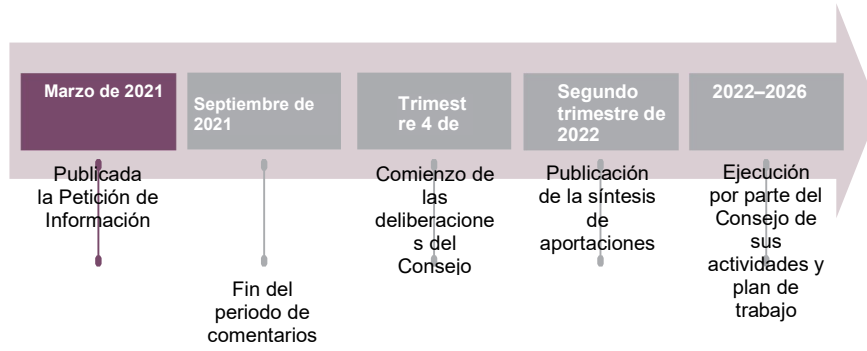 Marzo de 2021
Septiembre de
2021
Trimest
re 4 de
Segundo
trimestre de
2022
2022–2026
Publicada
la Petición de
Información
Fin del
periodo de
comentarios
Comienzo de
las
deliberacione
s del
Consejo
Publicación
de la síntesis
de
aportaciones
Ejecución
por parte del
Consejo de
sus
actividades y
plan de
trabajo